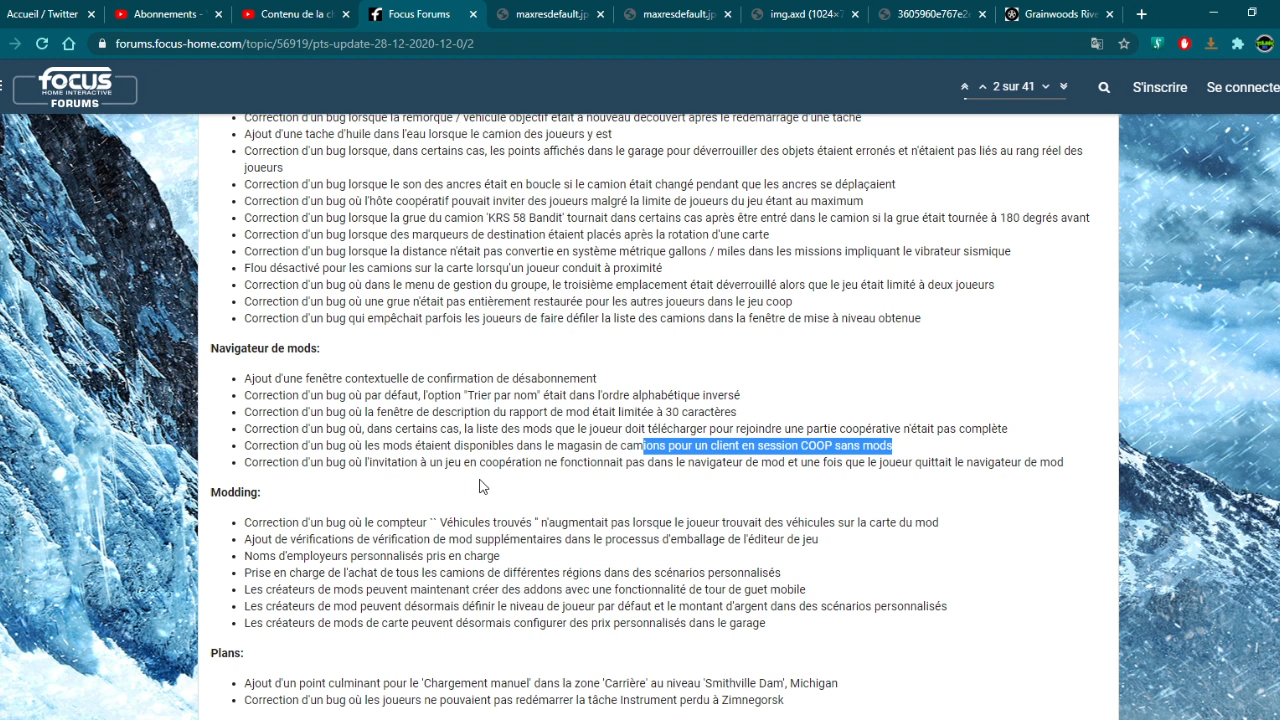 Accueil / Twitter
Abonnements -
Contenu de la ch
Focus Forums
maxresdefault.jp
maxresdefault.jp
img.axd (1024×7
3605960e767e2
Grainwoods Rive
forums.focus-home.com/topic/56919/pts-update-28-12-2020-12-0/2
FOCUS
HOME INTERACTIVE
FORUMS
2 sur 41
S'inscrire
Se connecte
Correction d'un bug lorsque la remorque / véhicule objectif était à nouveau découvert après le redémarrage d'une tâche
Ajout d'une tache d'huile dans l'eau lorsque le camion des joueurs y est
Correction d'un bug lorsque, dans certains cas, les points affichés dans le garage pour déverrouiller des objets étaient erronés et n'étaient pas liés au rang réel des
joueurs
Correction d'un bug lorsque le son des ancres était en boucle si le camion était changé pendant que les ancres se déplaçaient
Correction d'un bug où l'hôte coopératif pouvait inviter des joueurs malgré la limite de joueurs du jeu étant au maximum
Correction d'un bug lorsque la grue du camion 'KRS 58 Bandit' tournait dans certains cas après être entré dans le camion si la grue était tournée à 180 degrés avant
Correction d'un bug lorsque des marqueurs de destination étaient placés après la rotation d'une carte
Correction d'un bug lorsque la distance n'était pas convertie en système métrique gallons / miles dans les missions impliquant le vibrateur sismique
Flou désactivé pour les camions sur la carte lorsqu'un joueur conduit à proximité
Correction d'un bug où dans le menu de gestion du groupe, le troisième emplacement était déverrouillé alors que le jeu était limité à deux joueurs
Correction d'un bug où une grue n'était pas entièrement restaurée pour les autres joueurs dans le jeu coop
Correction d'un bug qui empêchait parfois les joueurs de faire défiler la liste des camions dans la fenêtre de mise à niveau obtenue
Navigateur de mods:
Ajout d'une fenêtre contextuelle de confirmation de désabonnement
Correction d'un bug où par défaut, l'option "Trier par nom" était dans l'ordre alphabétique inversé
Correction d'un bug où la fenêtre de description du rapport de mod était limitée à 30 caractères
Correction d'un bug où, dans certains cas, la liste des mods que le joueur doit télécharger pour rejoindre une partie coopérative n'était pas complète
Correction d'un bug où les mods étaient disponibles dans le magasin de camions pour un client en session COOP sans mods
Correction d'un bug où l'invitation à un jeu en coopération ne fonctionnait pas dans le navigateur de mod et une fois que le joueur quittait le navigateur de mod
Modding:
Correction d'un bug où le compteur `` Véhicules trouvés '' n'augmentait pas lorsque le joueur trouvait des véhicules sur la carte du mod
Ajout de vérifications de vérification de mod supplémentaires dans le processus d'emballage de l'éditeur de jeu
Noms d'employeurs personnalisés pris en charge
Prise en charge de l'achat de tous les camions de différentes régions dans des scénarios personnalisés
Les créateurs de mods peuvent maintenant créer des addons avec une fonctionnalité de tour de guet mobile
Les créateurs de mod peuvent désormais définir le niveau de joueur par défaut et le montant d'argent dans des scénarios personnalisés
Les créateurs de mods de carte peuvent désormais configurer des prix personnalisés dans le garage
Plans:
Ajout d'un point culminant pour le 'Chargement manuel' dans la zone 'Carrière' au niveau 'Smithville Dam', Michigan
Correction d'un bug où les joueurs ne pouvaient pas redémarrer la tâche Instrument perdu à Zimnegorsk